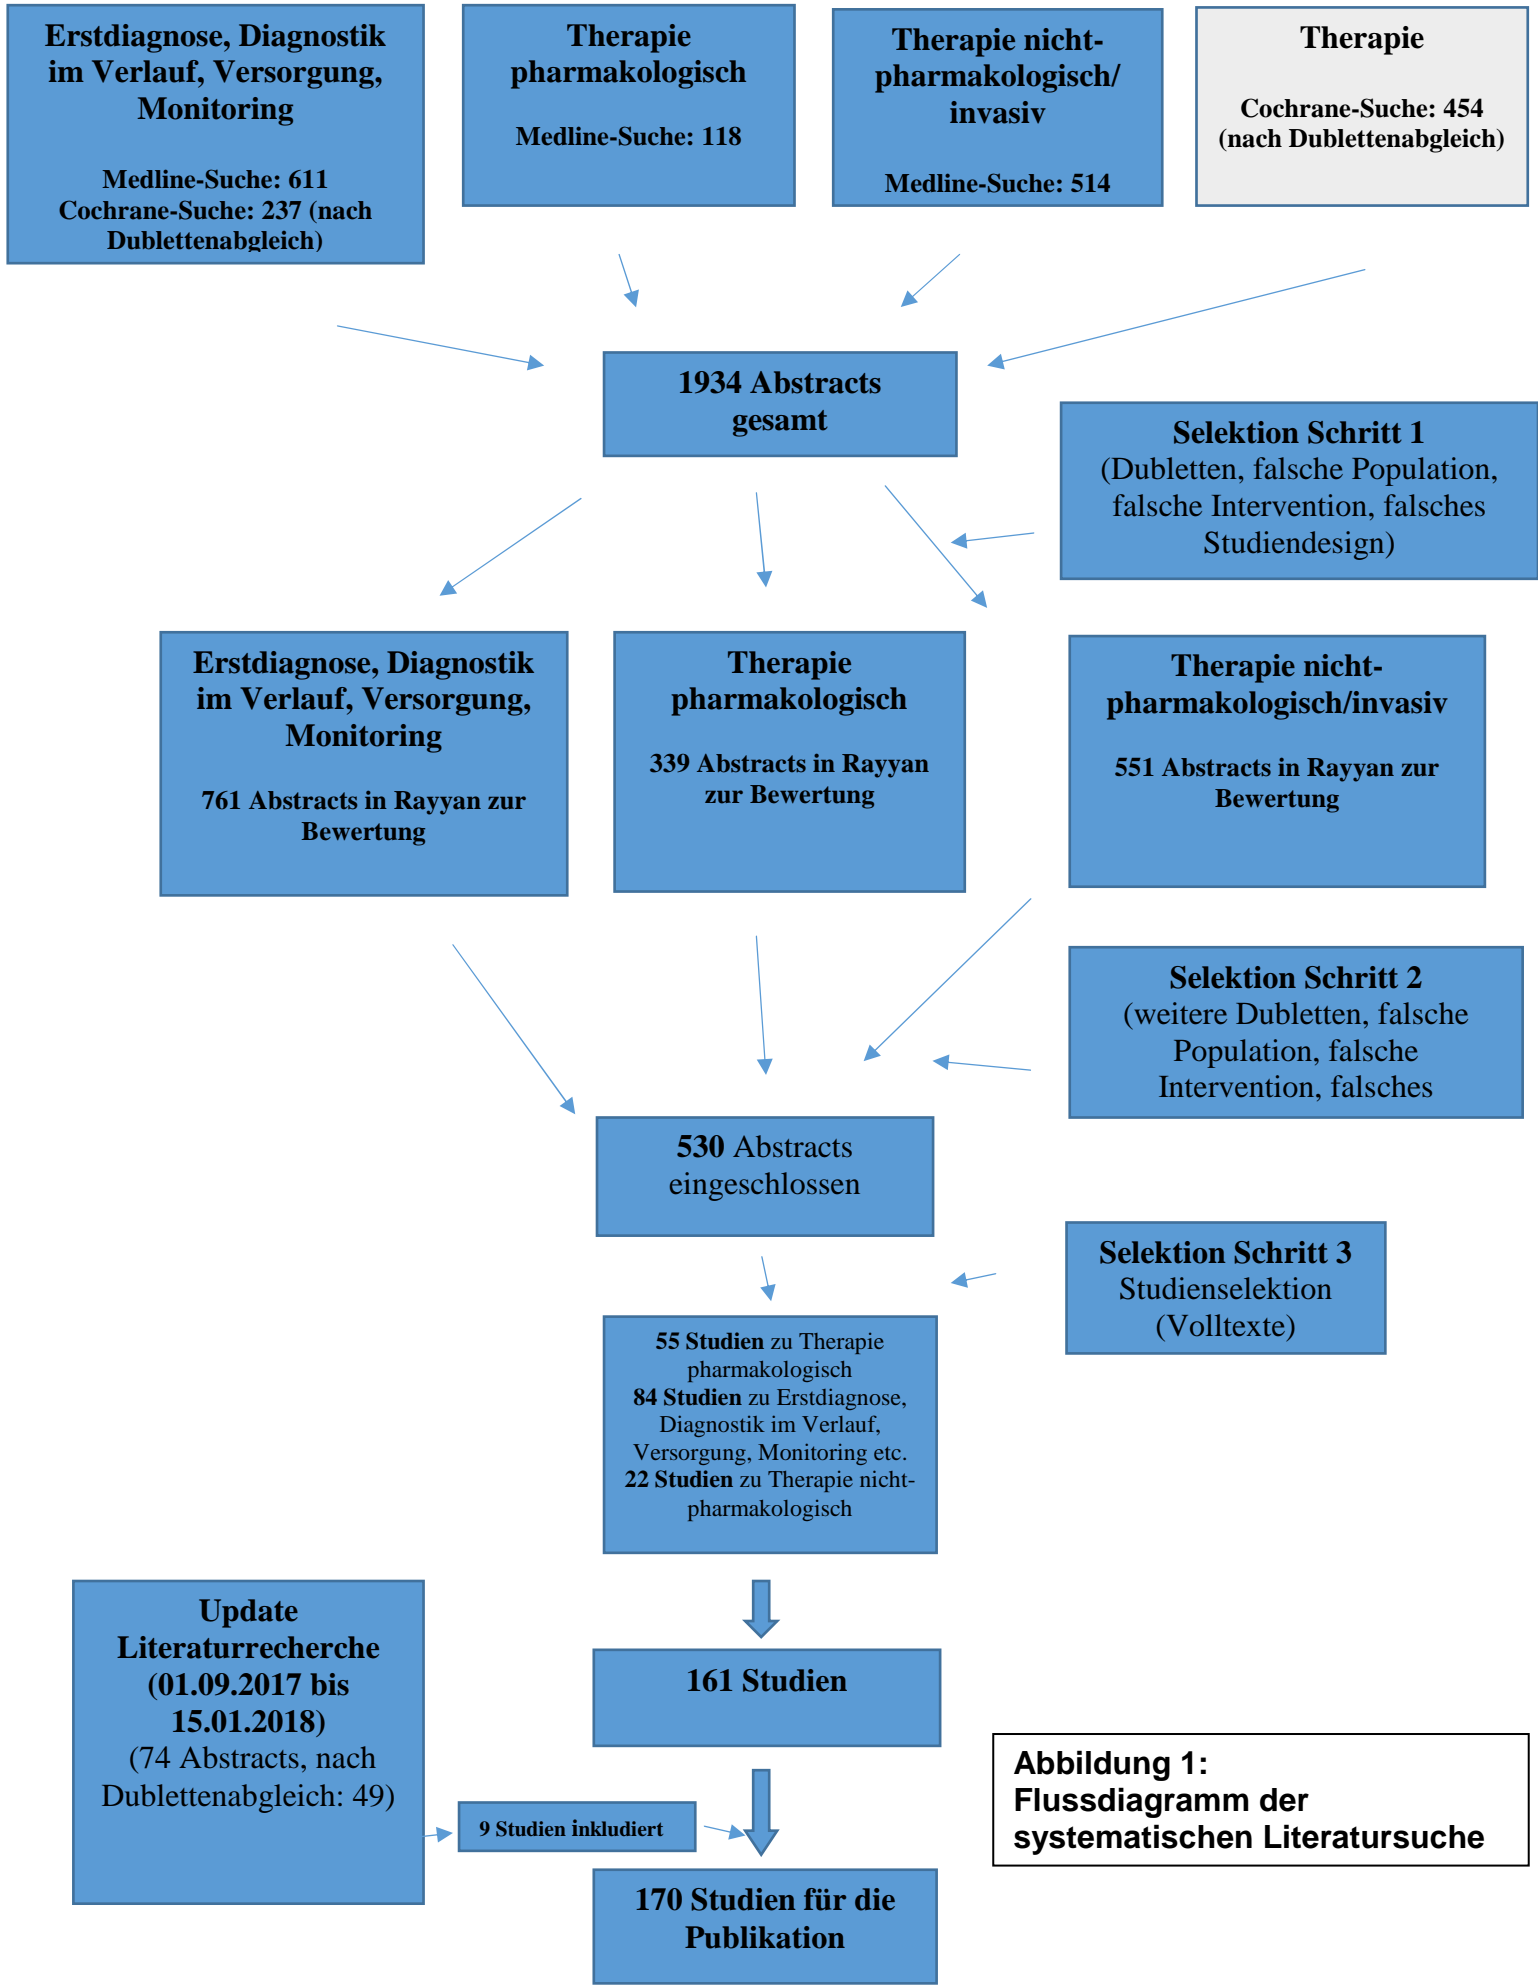 Erstdiagnose, Diagnostik
im Verlauf, Versorgung,
Monitoring
Medline-Suche: 611
Cochrane-Suche: 237 (nach
Dublettenabgleich)
Therapie
pharmakologisch
Medline-Suche: 118
Therapie nicht-
pharmakologisch/
invasiv
Medline-Suche: 514
Therapie
Cochrane-Suche: 454
(nach Dublettenabgleich)
1934 Abstracts
gesamt
Selektion Schritt 1
(Dubletten, falsche Population,
falsche Intervention, falsches
Studiendesign)
Erstdiagnose, Diagnostik
im Verlauf, Versorgung,
Monitoring
761 Abstracts in Rayyan zur
Bewertung
Therapie
pharmakologisch
339 Abstracts in Rayyan
zur Bewertung
Therapie nicht-
pharmakologisch/invasiv
551 Abstracts in Rayyan zur
Bewertung
Selektion Schritt 2
(weitere Dubletten, falsche
Population, falsche
Intervention, falsches
530 Abstracts
eingeschlossen
Selektion Schritt 3
Studienselektion
(Volltexte)
55 Studien zu Therapie
pharmakologisch
84 Studien zu Erstdiagnose,
Diagnostik im Verlauf,
Versorgung, Monitoring etc.
22 Studien zu Therapie nicht-
pharmakologisch
Update
Literaturrecherche
(01.09.2017 bis
15.01.2018)
(74 Abstracts, nach
Dublettenabgleich: 49)
161 Studien
9 Studien inkludiert
170 Studien für die
Publikation
Abbildung 1:
Flussdiagramm der
systematischen Literatursuche